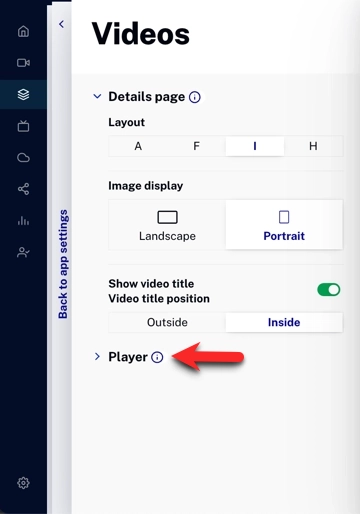 Videos
Details page
Layout
A F I H
Image display
Landscape Portrait
Show video title
Video title position
Outside Inside
Player
Back to app settings